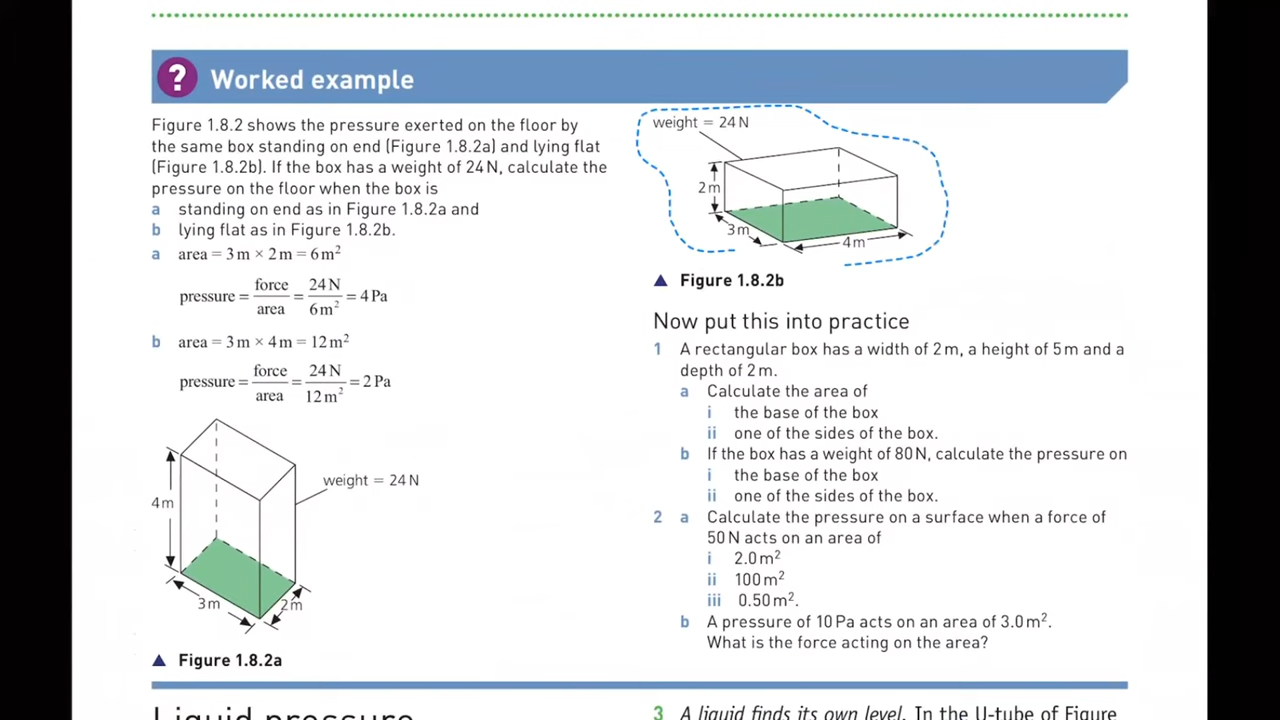 ? Worked example
Figure 1.8.2 shows the pressure exerted on the floor by
the same box standing on end (Figure 1.8.2a) and lying flat
(Figure 1.8.2b). If the box has a weight of 24 N, calculate the
pressure on the floor when the box is
a standing on end as in Figure 1.8.2a and
b lying flat as in Figure 1.8.2b.
a area = 3 m × 2 m = 6 m²
pressure = force/area = 24 N/6 m² = 4 Pa
b area = 3 m × 4 m = 12 m²
pressure = force/area = 24 N/12 m² = 2 Pa
4 m
weight = 24 N
3 m
2 m
▲ Figure 1.8.2a
weight = 24 N
2 m
3 m
4 m
▲ Figure 1.8.2b
Now put this into practice
1 A rectangular box has a width of 2 m, a height of 5 m and a
depth of 2 m.
a Calculate the area of
i the base of the box
ii one of the sides of the box.
b If the box has a weight of 80 N, calculate the pressure on
i the base of the box
ii one of the sides of the box.
2 a Calculate the pressure on a surface when a force of
50 N acts on an area of
i 2.0 m²
ii 100 m²
iii 0.50 m².
b A pressure of 10 Pa acts on an area of 3.0 m².
What is the force acting on the area?
Liquid pressure
3 A liquid finds its own level. In the U-tube of Figure